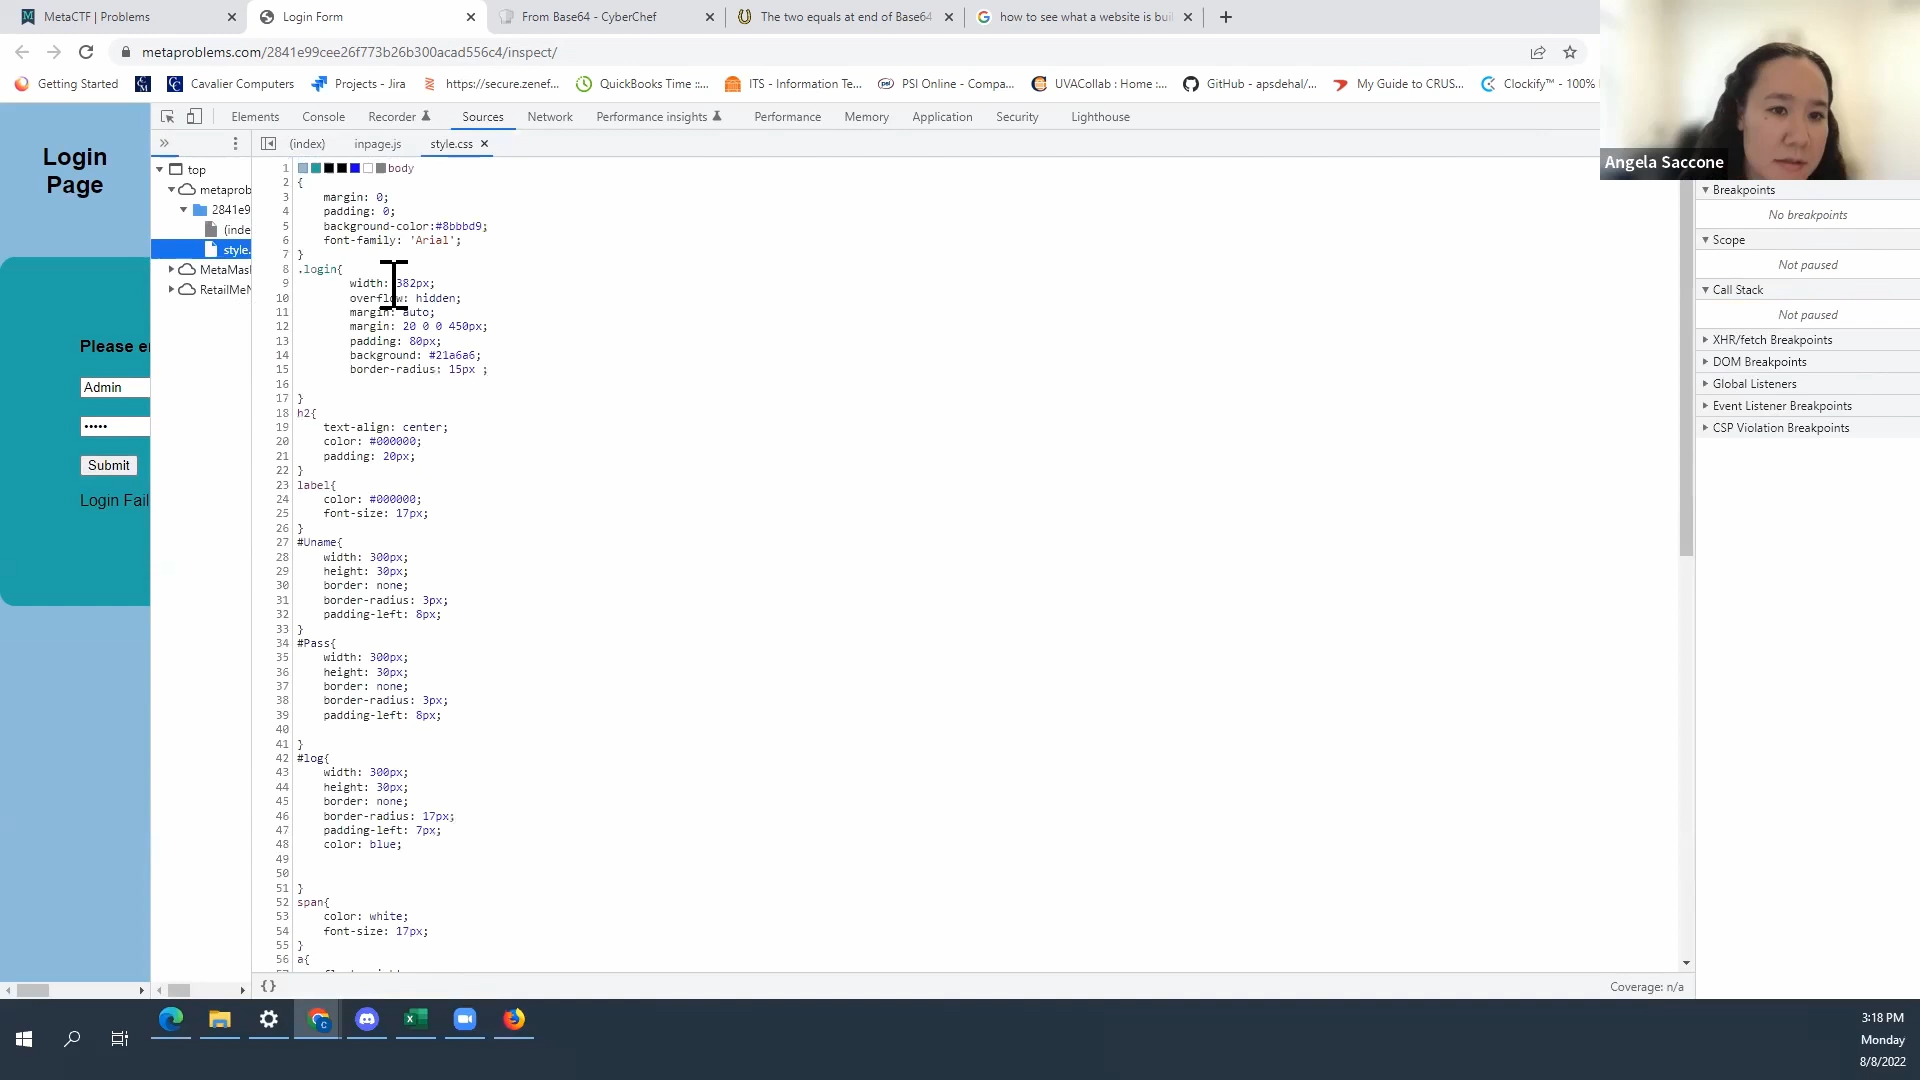 MetaCTF | Problems
Login Form
From Base64 - CyberChef
The two equals at end of Base64
how to see what a website is bui
metaproblems.com/2841e99cee26f773b26b300acad556c4/inspect/
Getting Started
Cavalier Computers
Projects - Jira
https://secure.zenef...
QuickBooks Time ::...
ITS - Information Te...
PSI Online - Compa...
UVACollab : Home :...
GitHub - apsdehal/...
My Guide to CRUS...
Clockify™ - 100%
Angela Saccone
Elements
Console
Recorder
Sources
Network
Performance insights
Performance
Memory
Application
Security
Lighthouse
(index)
inpage.js
style.css
Login
Page
Please e
Admin
•••••
Submit
Login Fail
top
metaprob
2841e9
(inde
style.
MetaMas
RetailMeN
1 body
2 {
3 margin: 0;
4 padding: 0;
5 background-color:#8bbbd9;
6 font-family: 'Arial';
7 }
8 .login{
9 width: 382px;
10 overflow: hidden;
11 margin: auto;
12 margin: 20 0 0 450px;
13 padding: 80px;
14 background: #21a6a6;
15 border-radius: 15px ;
16
17 }
18 h2{
19 text-align: center;
20 color: #000000;
21 padding: 20px;
22 }
23 label{
24 color: #000000;
25 font-size: 17px;
26 }
27 #Uname{
28 width: 300px;
29 height: 30px;
30 border: none;
31 border-radius: 3px;
32 padding-left: 8px;
33 }
34 #Pass{
35 width: 300px;
36 height: 30px;
37 border: none;
38 border-radius: 3px;
39 padding-left: 8px;
40
41 }
42 #log{
43 width: 300px;
44 height: 30px;
45 border: none;
46 border-radius: 17px;
47 padding-left: 7px;
48 color: blue;
49
50
51 }
52 span{
53 color: white;
54 font-size: 17px;
55 }
56 a{
{}
Coverage: n/a
Breakpoints
No breakpoints
Scope
Not paused
Call Stack
Not paused
XHR/fetch Breakpoints
DOM Breakpoints
Global Listeners
Event Listener Breakpoints
CSP Violation Breakpoints
3:18 PM
Monday
8/8/2022